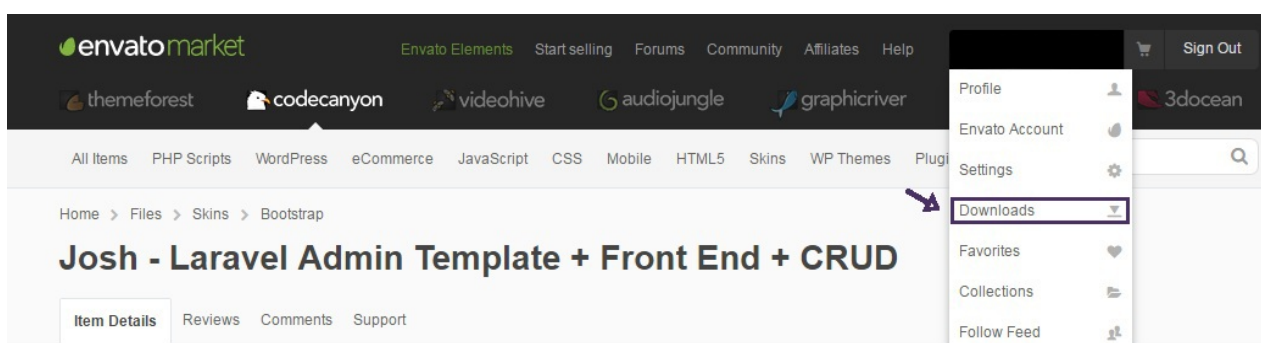 envatomarket Envato Elements Start selling Forums Community Affiliates Help Sign Out
themeforest codecanyon videohive audiojungle graphicriver 3docean
Profile
Envato Account
All Items PHP Scripts WordPress eCommerce JavaScript CSS Mobile HTML5 Skins WP Themes Plugi
Settings
Home > Files > Skins > Bootstrap
Downloads
Josh - Laravel Admin Template + Front End + CRUD
Favorites
Collections
Item Details Reviews Comments Support
Follow Feed